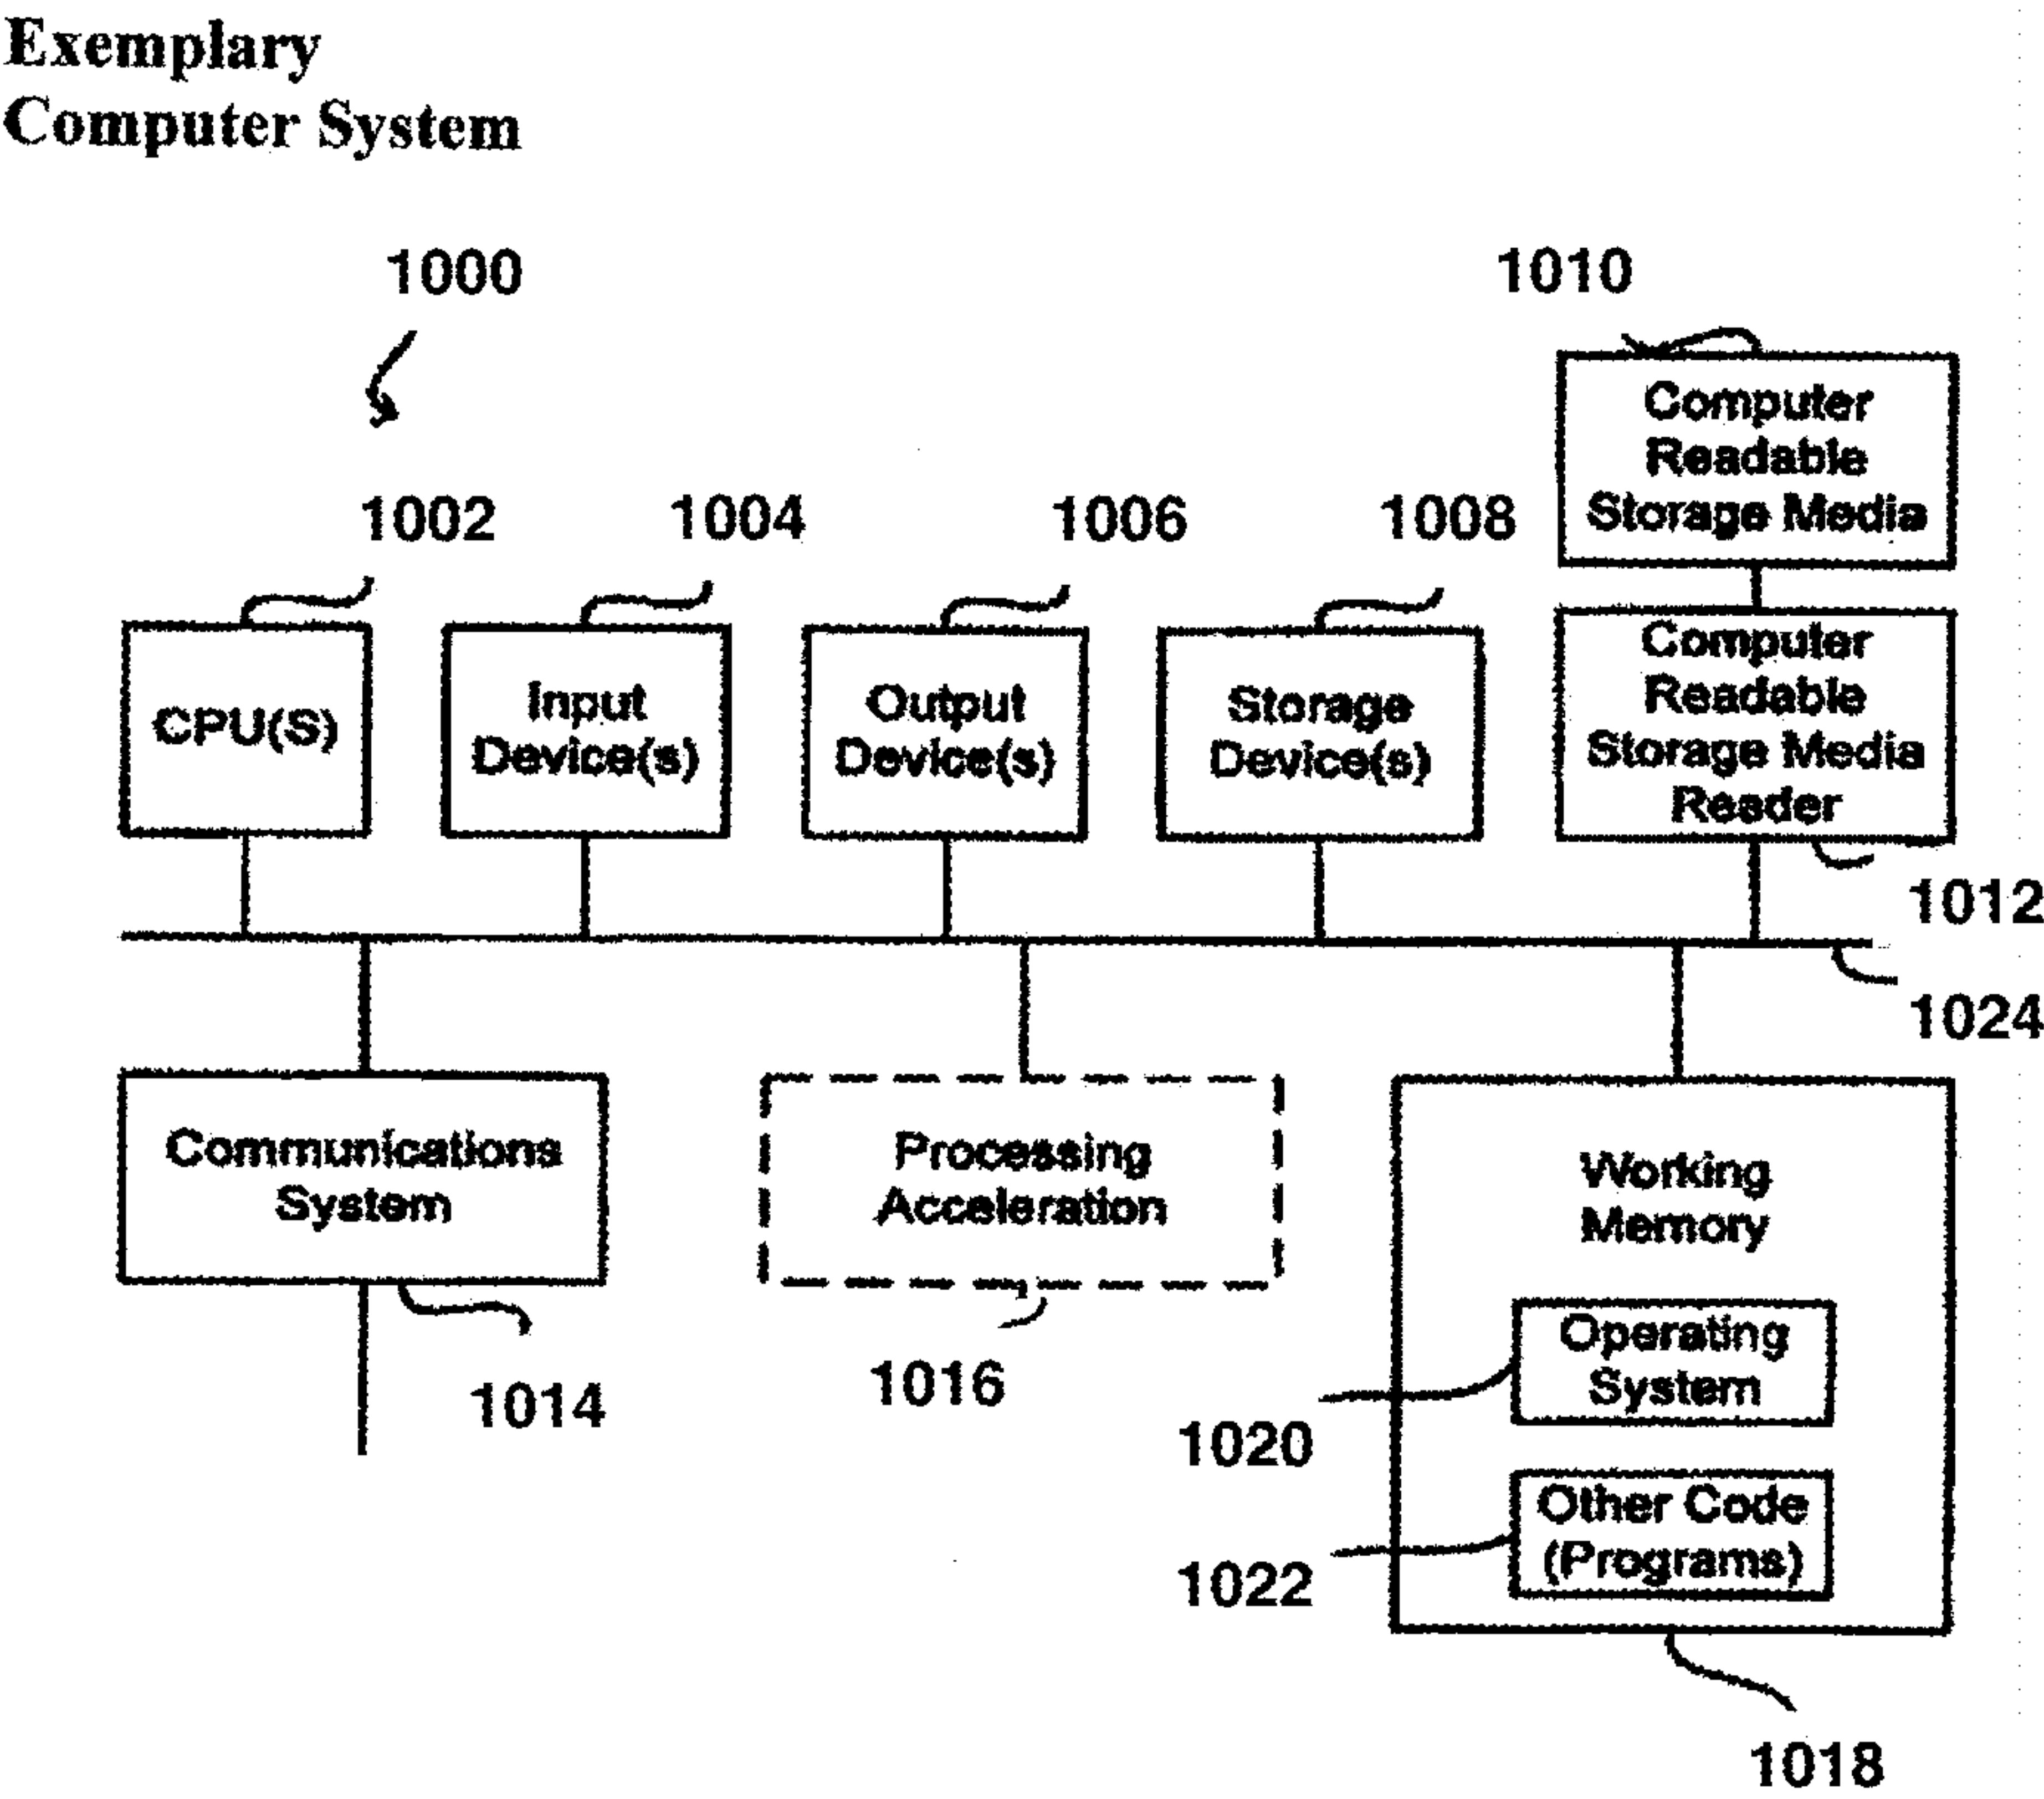 Exemplary
Computer System
1000
1010
Computer
Readable
Storage Media
1002
1004
1006
1008
CPU(S)
Input
Device(s)
Output
Device(s)
Storage
Device(s)
Computer
Readable
Storage Media
Reader
1012
1024
Communications
System
Processing
Acceleration
Working
Memory
Operating
System
1014
1016
1020
Other Code
(Programs)
1022
1018